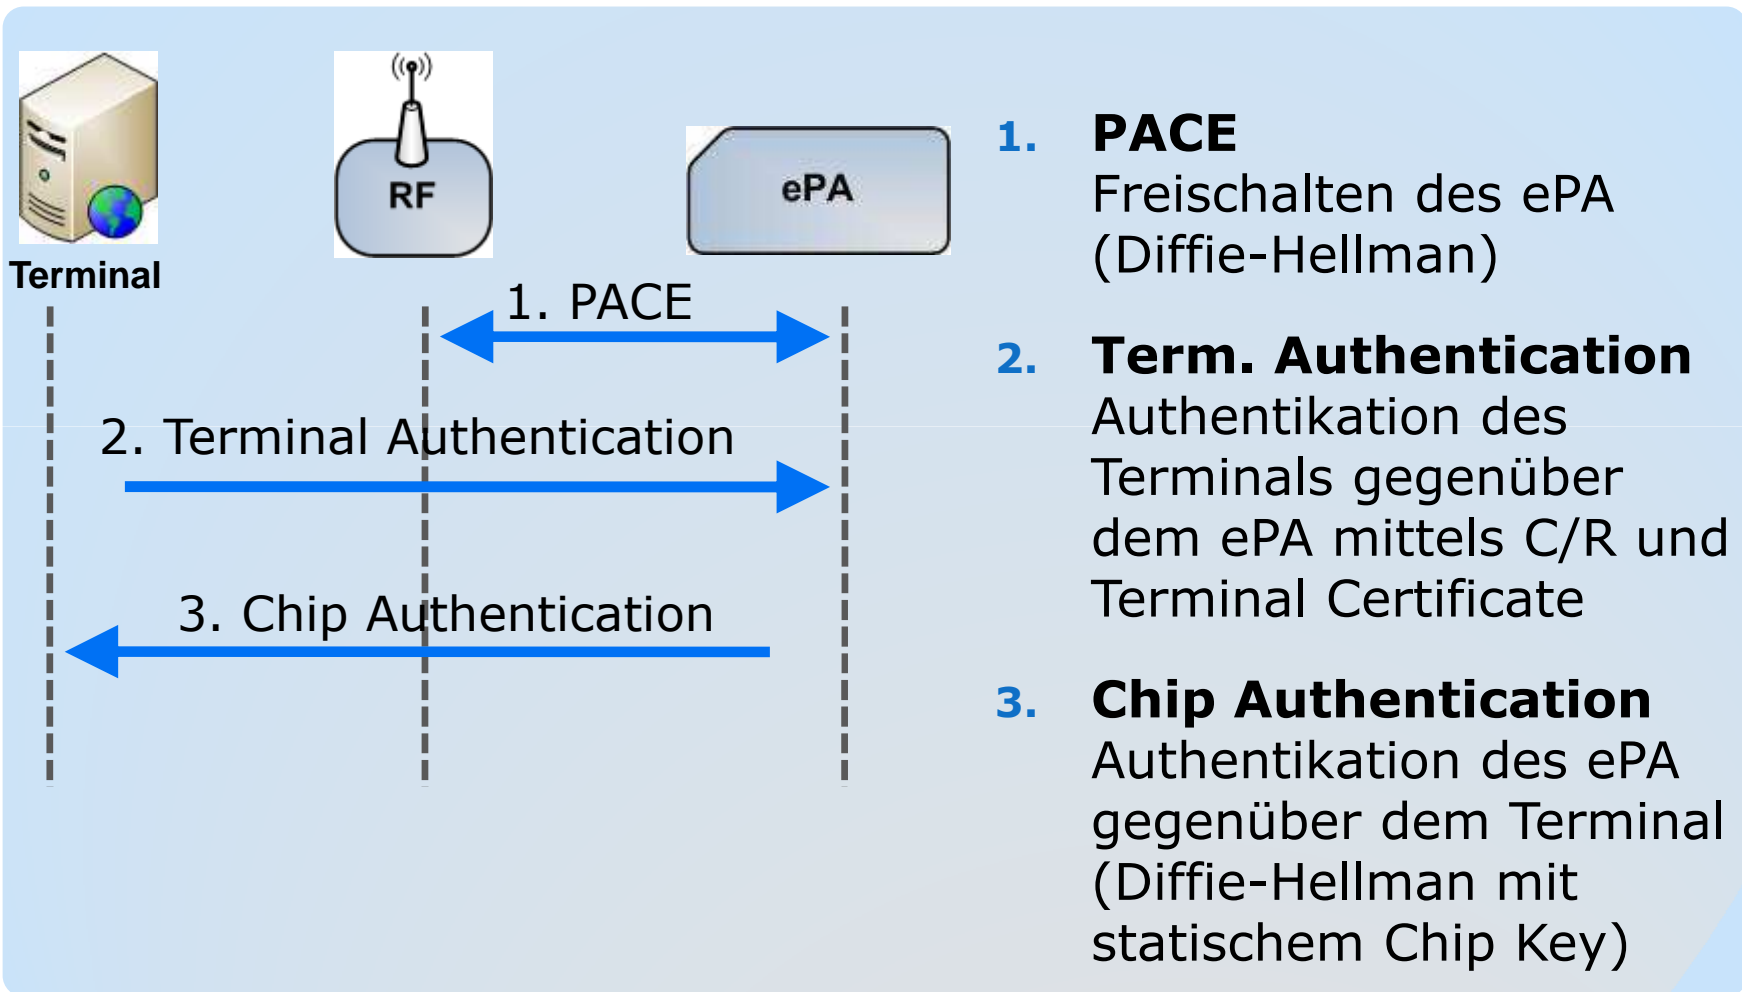 RF
ePA
Terminal
1. PACE
2. Terminal Authentication
3. Chip Authentication
1. PACE
Freischalten des ePA
(Diffie-Hellman)
2. Term. Authentication
Authentikation des
Terminals gegenüber
dem ePA mittels C/R und
Terminal Certificate
3. Chip Authentication
Authentikation des ePA
gegenüber dem Terminal
(Diffie-Hellman mit
statischem Chip Key)